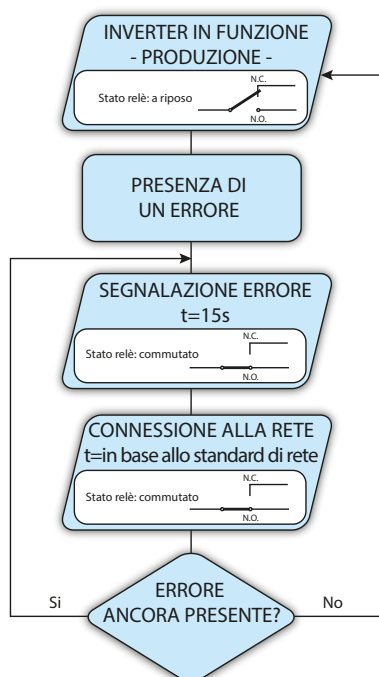 INVERTER IN FUNZIONE
- PRODUZIONE -
N.C.
Stato relè: a riposo
N.O.
PRESENZA DI
UN ERRORE
SEGNALAZIONE ERRORE
t=15s
N.C.
Stato relè: commutato
N.O.
CONNESSIONE ALLA RETE
t=in base allo standard di rete
N.C.
Stato relè: commutato
N.O.
ERRORE
Si
ANCORA PRESENTE?
No